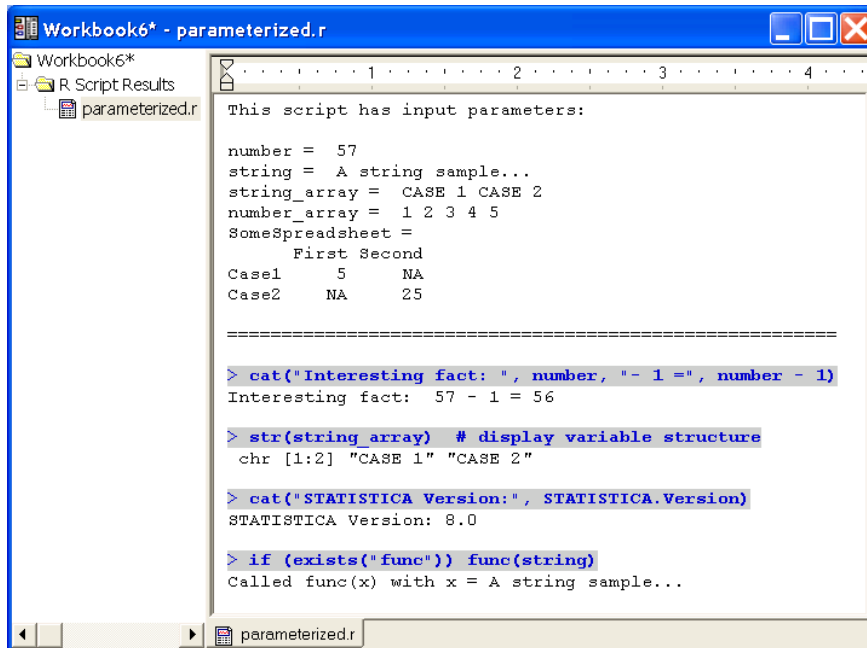 Workbook6* - parameterized.r
Workbook6*
R Script Results
parameterized.r
1 2 3 4
This script has input parameters:
number =  57
string =  A string sample...
string_array =  CASE 1 CASE 2
number_array =  1 2 3 4 5
SomeSpreadsheet =
      First Second
Case1     5     NA
Case2    NA     25
========================================================
> cat("Interesting fact: ", number, "- 1 =", number - 1)
Interesting fact:  57 - 1 = 56
> str(string_array)  # display variable structure
 chr [1:2] "CASE 1" "CASE 2"
> cat("STATISTICA Version:", STATISTICA.Version)
STATISTICA Version: 8.0
> if (exists("func")) func(string)
Called func(x) with x = A string sample...
parameterized.r